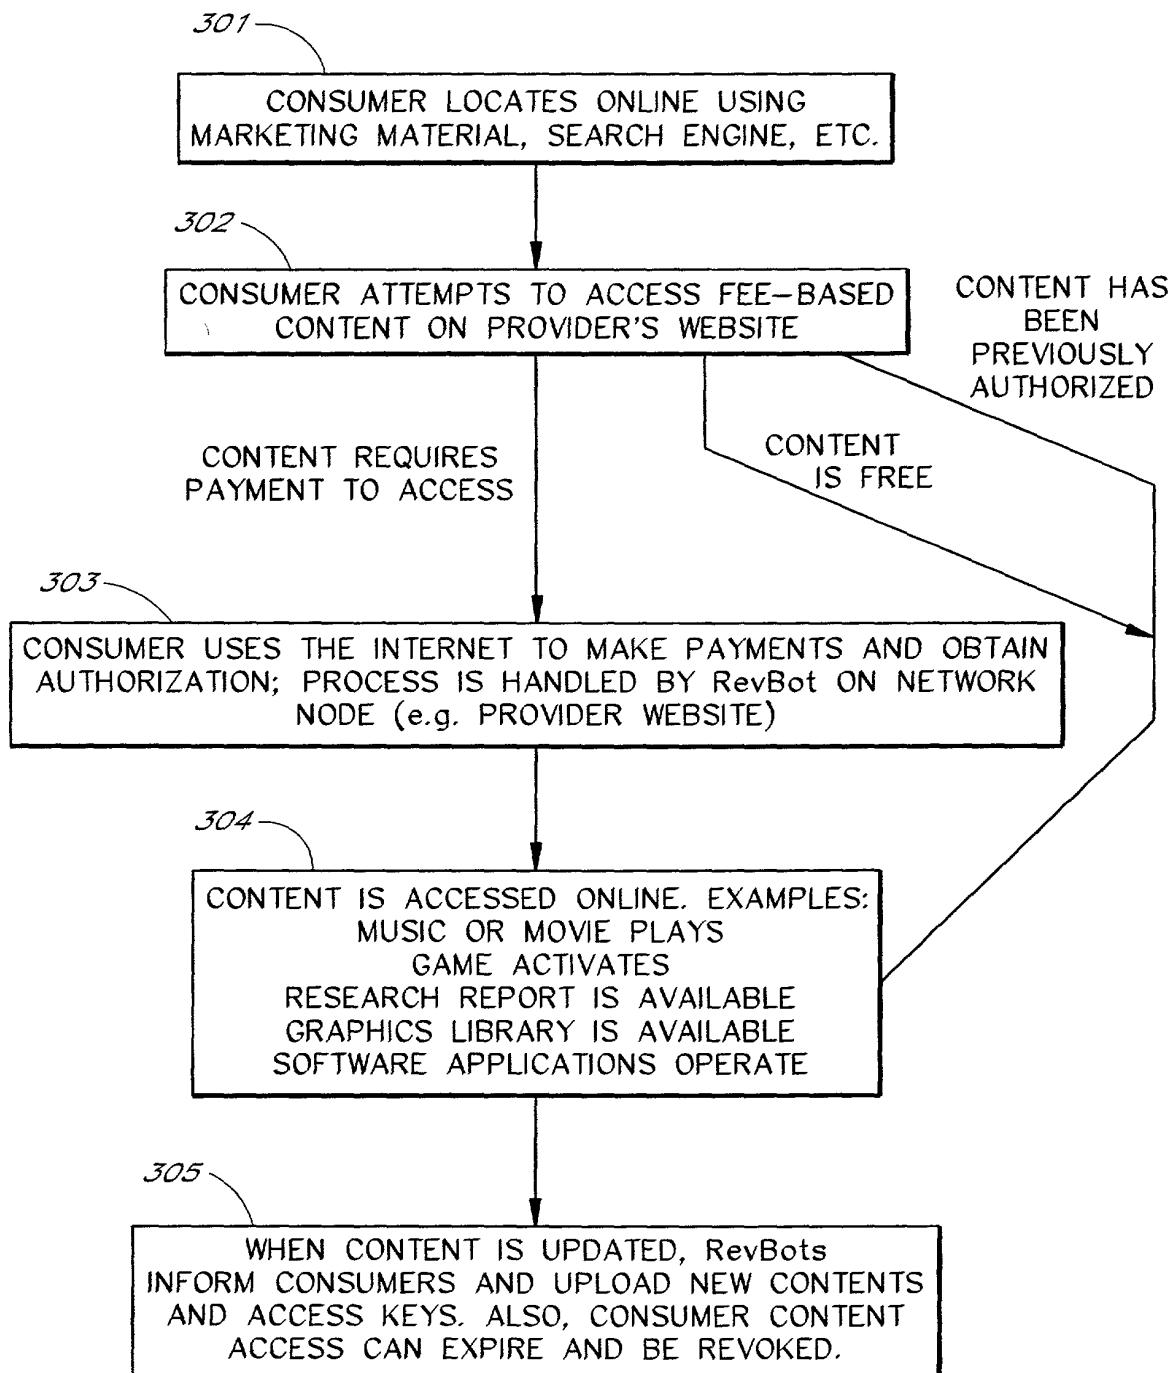 301
CONSUMER LOCATES ONLINE USING
MARKETING MATERIAL, SEARCH ENGINE, ETC.
302
CONSUMER ATTEMPTS TO ACCESS FEE-BASED
CONTENT ON PROVIDER'S WEBSITE
CONTENT HAS
BEEN
PREVIOUSLY
AUTHORIZED
CONTENT REQUIRES
PAYMENT TO ACCESS
CONTENT
IS FREE
303
CONSUMER USES THE INTERNET TO MAKE PAYMENTS AND OBTAIN
AUTHORIZATION; PROCESS IS HANDLED BY RevBot ON NETWORK
NODE (e.g. PROVIDER WEBSITE)
304
CONTENT IS ACCESSED ONLINE. EXAMPLES:
MUSIC OR MOVIE PLAYS
GAME ACTIVATES
RESEARCH REPORT IS AVAILABLE
GRAPHICS LIBRARY IS AVAILABLE
SOFTWARE APPLICATIONS OPERATE
305
WHEN CONTENT IS UPDATED, RevBots
INFORM CONSUMERS AND UPLOAD NEW CONTENTS
AND ACCESS KEYS. ALSO, CONSUMER CONTENT
ACCESS CAN EXPIRE AND BE REVOKED.